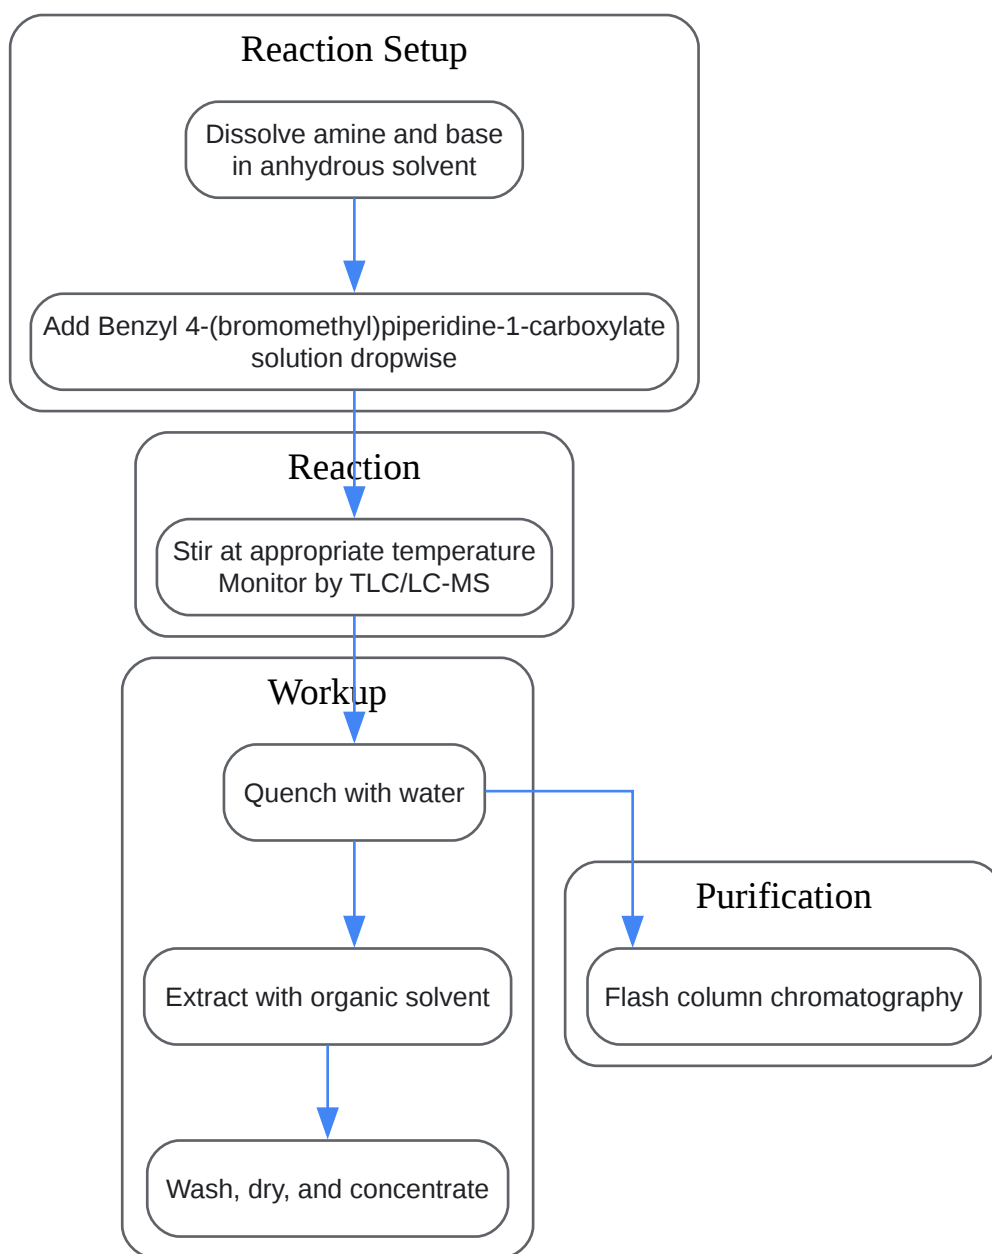 Reaction Setup
Dissolve amine and base
in anhydrous solvent
Add Benzyl 4-(bromomethyl)piperidine-1-carboxylate
solution dropwise
Reaction
Stir at appropriate temperature
Monitor by TLC/LC-MS
Workup
Quench with water
Purification
Extract with organic solvent
Flash column chromatography
Wash, dry, and concentrate